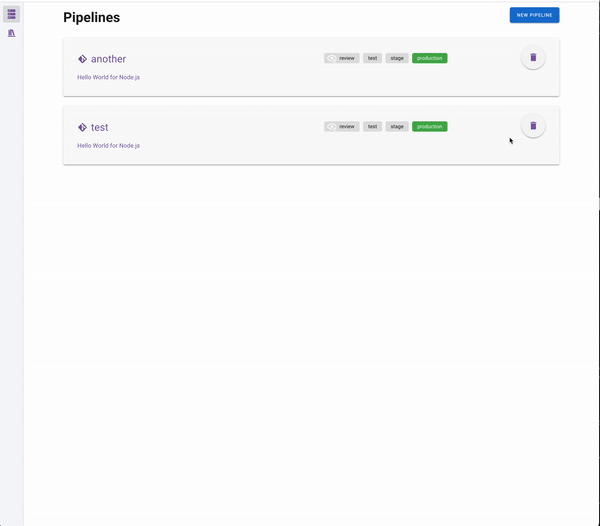 Pipelines
NEW PIPELINE
another
review test stage production
Hello World for Node.js
test
review test stage production
Hello World for Node.js